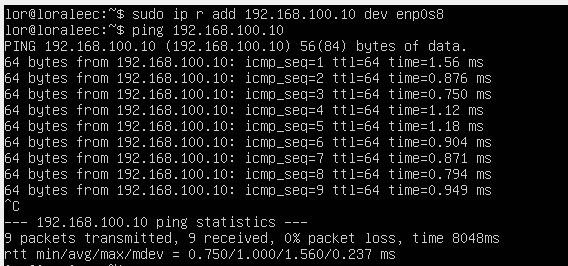 lor@loraleec:~$ sudo ip r add 192.168.100.10 dev enp0s8
lor@loraleec:~$ ping 192.168.100.10
PING 192.168.100.10 (192.168.100.10) 56(84) bytes of data.
64 bytes from 192.168.100.10: icmp_seq=1 ttl=64 time=1.56 ms
64 bytes from 192.168.100.10: icmp_seq=2 ttl=64 time=0.876 ms
64 bytes from 192.168.100.10: icmp_seq=3 ttl=64 time=0.750 ms
64 bytes from 192.168.100.10: icmp_seq=4 ttl=64 time=1.12 ms
64 bytes from 192.168.100.10: icmp_seq=5 ttl=64 time=1.18 ms
64 bytes from 192.168.100.10: icmp_seq=6 ttl=64 time=0.904 ms
64 bytes from 192.168.100.10: icmp_seq=7 ttl=64 time=0.871 ms
64 bytes from 192.168.100.10: icmp_seq=8 ttl=64 time=0.794 ms
64 bytes from 192.168.100.10: icmp_seq=9 ttl=64 time=0.949 ms
^C
--- 192.168.100.10 ping statistics ---
9 packets transmitted, 9 received, 0% packet loss, time 8048ms
rtt min/avg/max/mdev = 0.750/1.000/1.560/0.237 ms